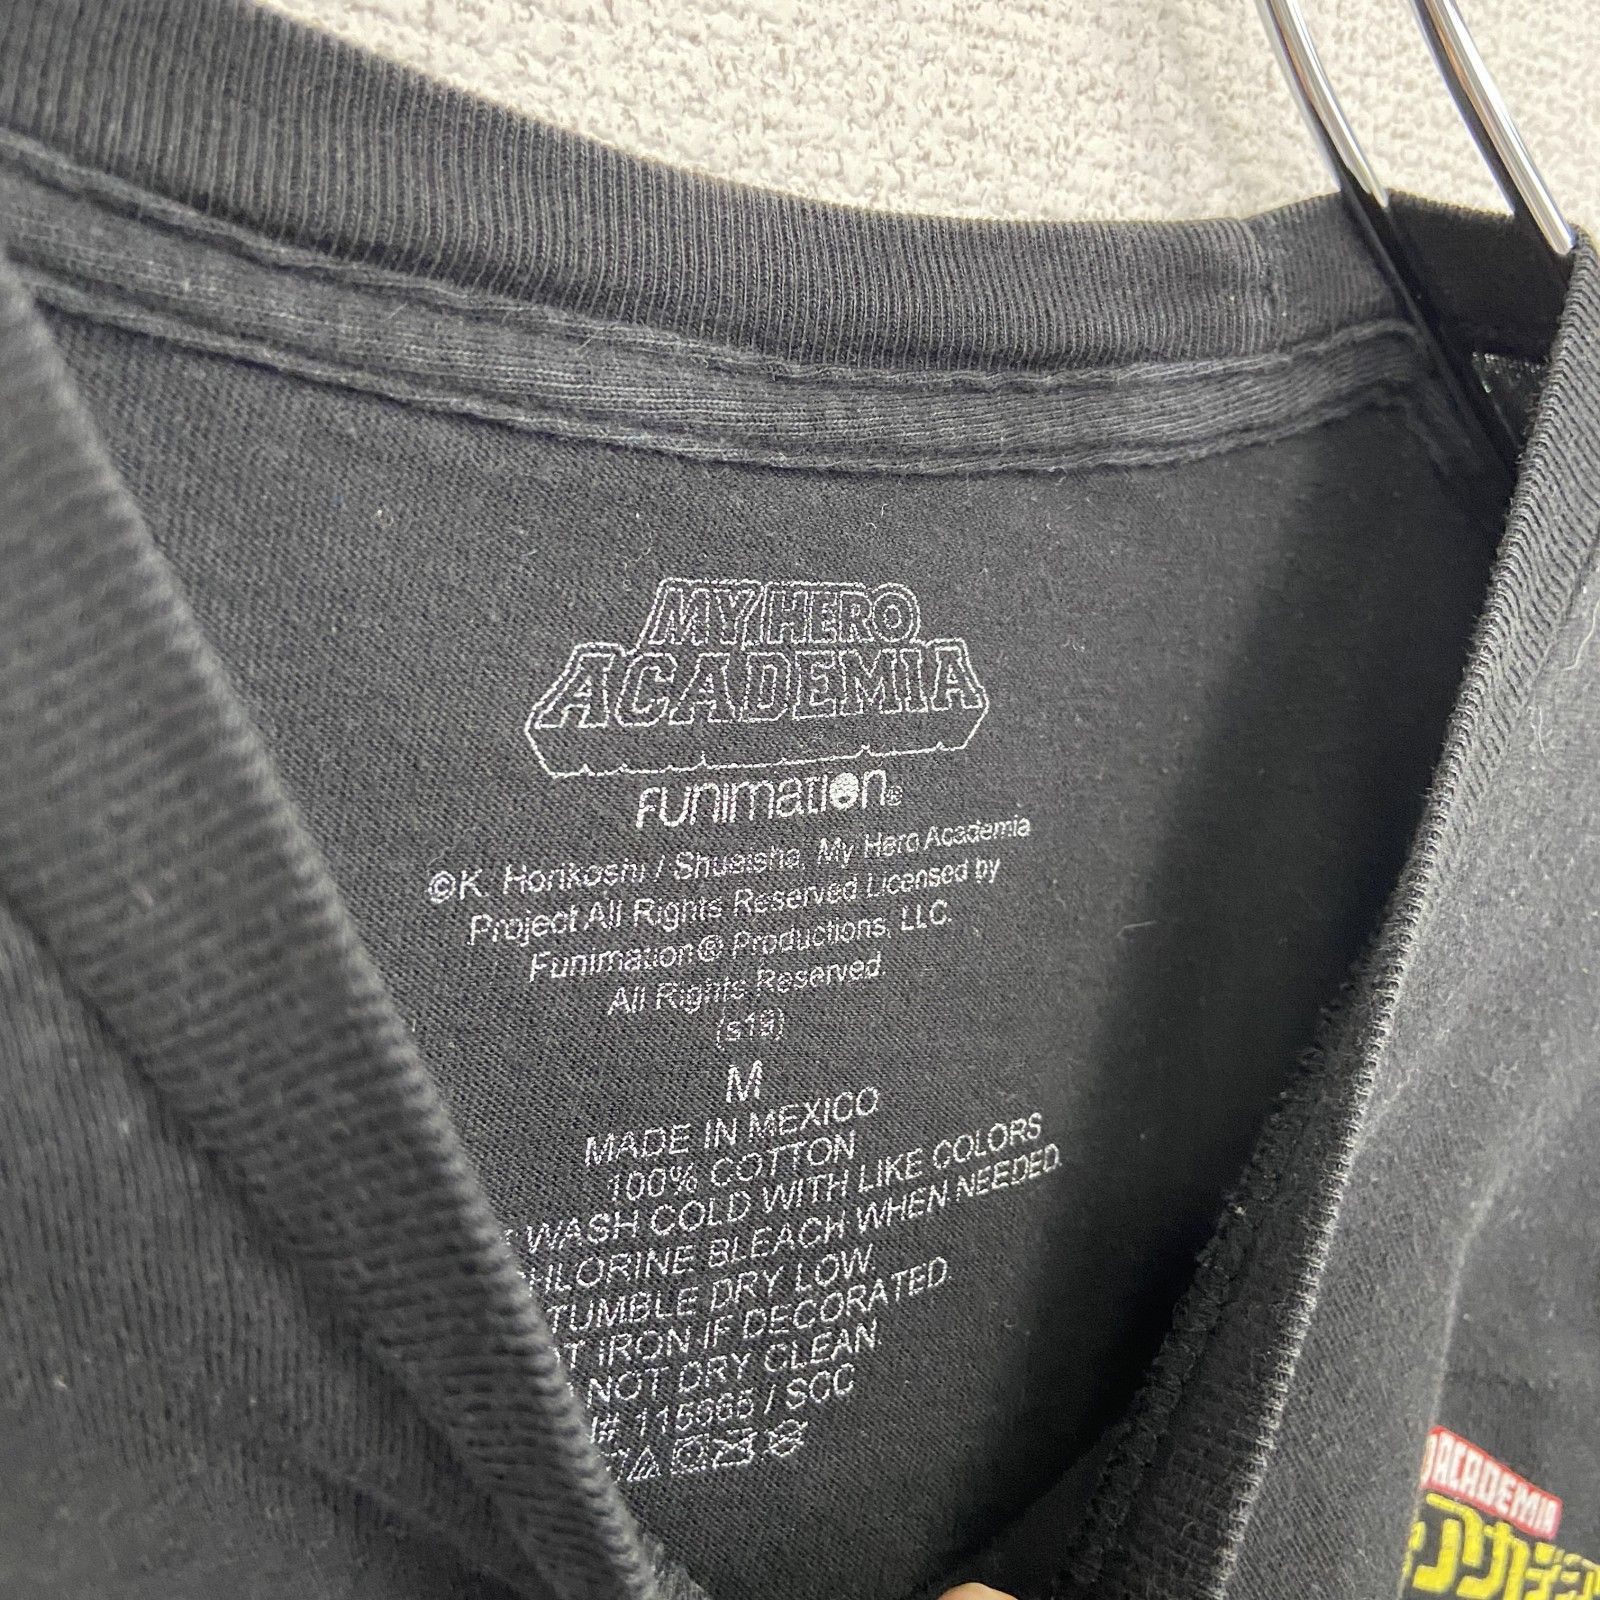 MY HERO
ACADEMIA
FUNIMATION®
©K. Horikoshi / Shueisha, My Hero Academia
Project All Rights Reserved Licensed by
Funimation® Productions, LLC.
All Rights Reserved.
(s19)
M
MADE IN MEXICO
100% COTTON
WASH COLD WITH LIKE COLORS
HLORINE BLEACH WHEN NEEDED.
TUMBLE DRY LOW.
T IRON IF DECORATED.
NOT DRY CLEAN
/ SCC
ACADEMIA